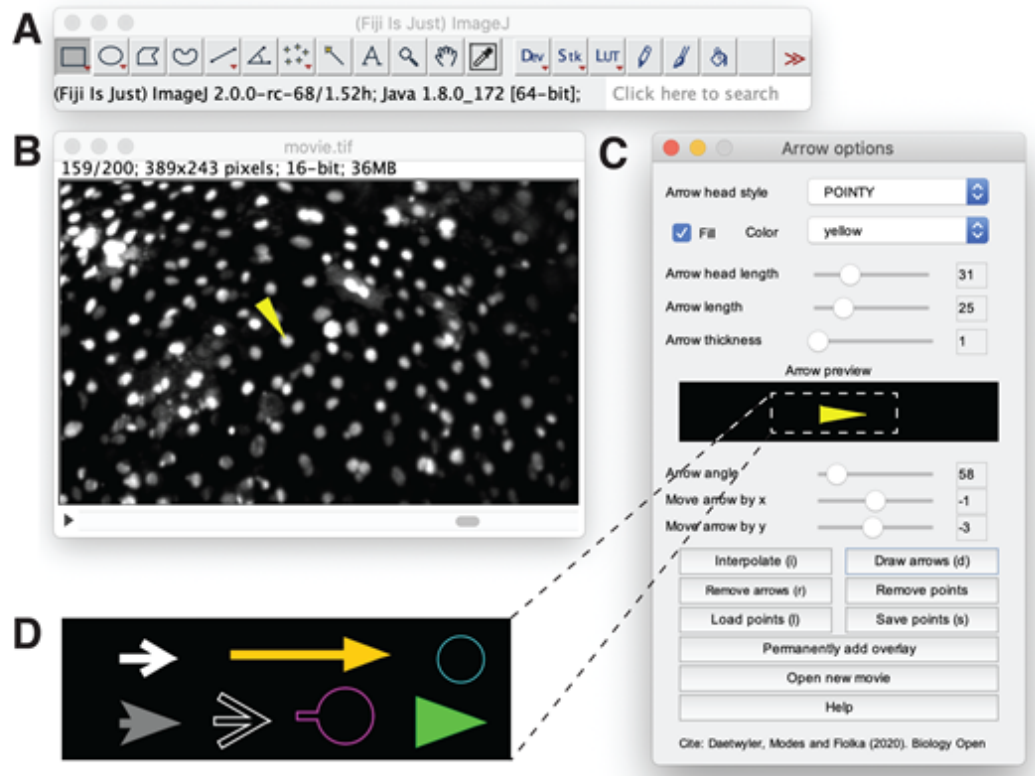 A
(Fiji Is Just) ImageJ
A Dev Stk LUT >>
(Fiji Is Just) ImageJ 2.0.0-rc-68/1.52h; Java 1.8.0_172 [64-bit]; Click here to search
B
movie.tif
159/200; 389x243 pixels; 16-bit; 36MB
C
Arrow options
Arrow head style POINTY
Fill Color yellow
Arrow head length 31
Arrow length 25
Arrow thickness 1
Arrow preview
Arrow angle 58
Move arrow by x -1
Move arrow by y -3
Interpolate (i) Draw arrows (d)
Remove arrows (r) Remove points
Load points (l) Save points (s)
Permanently add overlay
Open new movie
Help
Cite: Daetwyler, Modes and Fiolka (2020). Biology Open
D